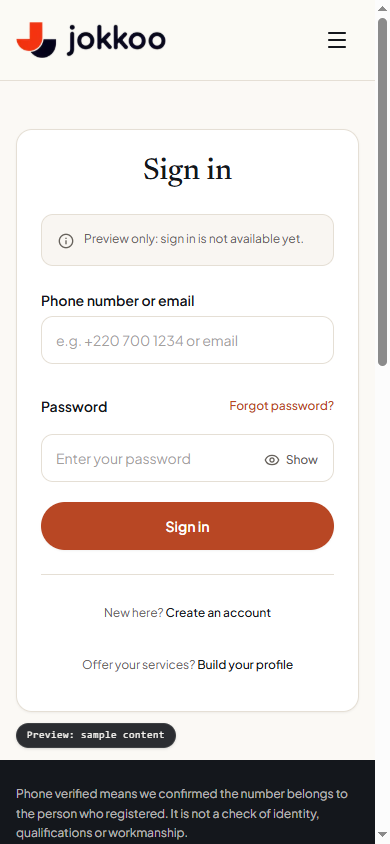 jokkoo
Sign in
Preview only: sign in is not available yet.
Phone number or email
e.g. +220 700 1234 or email
Password
Forgot password?
Enter your password
Show
Sign in
New here? Create an account
Offer your services? Build your profile
Preview: sample content
Phone verified means we confirmed the number belongs to
the person who registered. It is not a check of identity,
qualifications or workmanship.